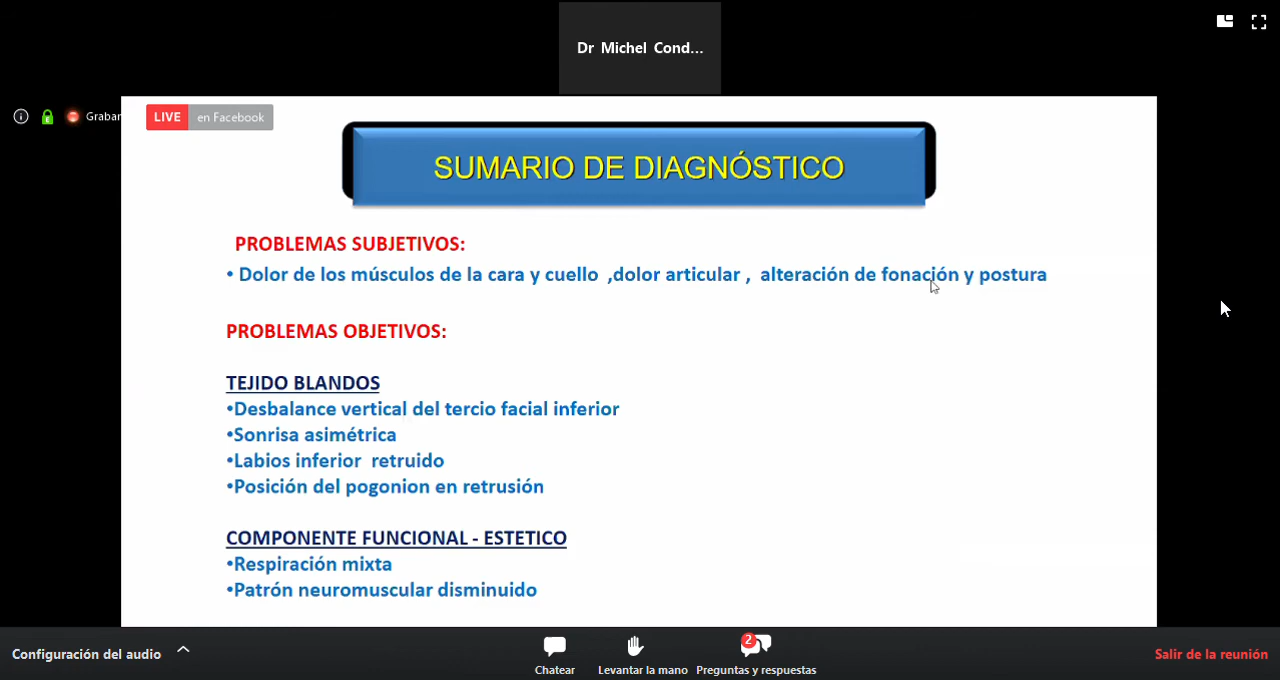 Dr Michel Cond...
Grabar
LIVE en Facebook
SUMARIO DE DIAGNÓSTICO
PROBLEMAS SUBJETIVOS:
• Dolor de los músculos de la cara y cuello ,dolor articular , alteración de fonación y postura
PROBLEMAS OBJETIVOS:
TEJIDO BLANDOS
•Desbalance vertical del tercio facial inferior
•Sonrisa asimétrica
•Labios inferior retruido
•Posición del pogonion en retrusión
COMPONENTE FUNCIONAL - ESTETICO
•Respiración mixta
•Patrón neuromuscular disminuido
Configuración del audio
Chatear
Levantar la mano
2
Preguntas y respuestas
Salir de la reunión